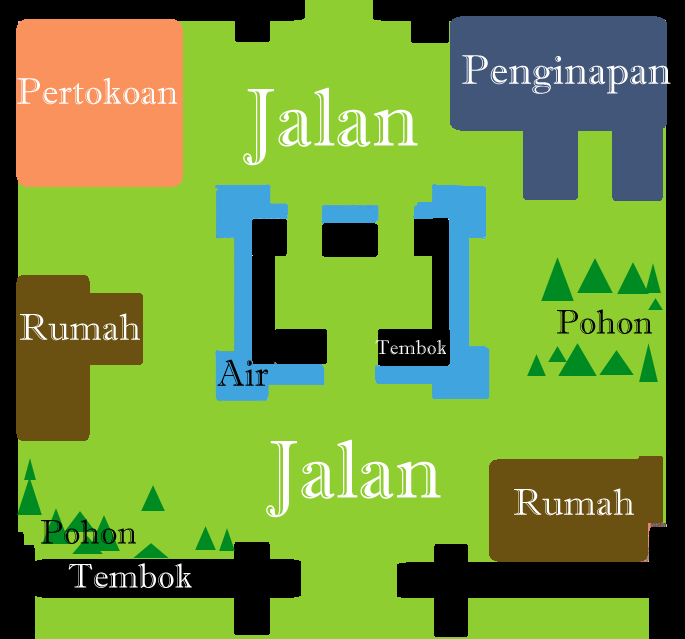 Penginapan
Pertokoan
Jalan
Pohon
Rumah
Tembok
Air
Jalan
Rumah
Pohon
Tembok